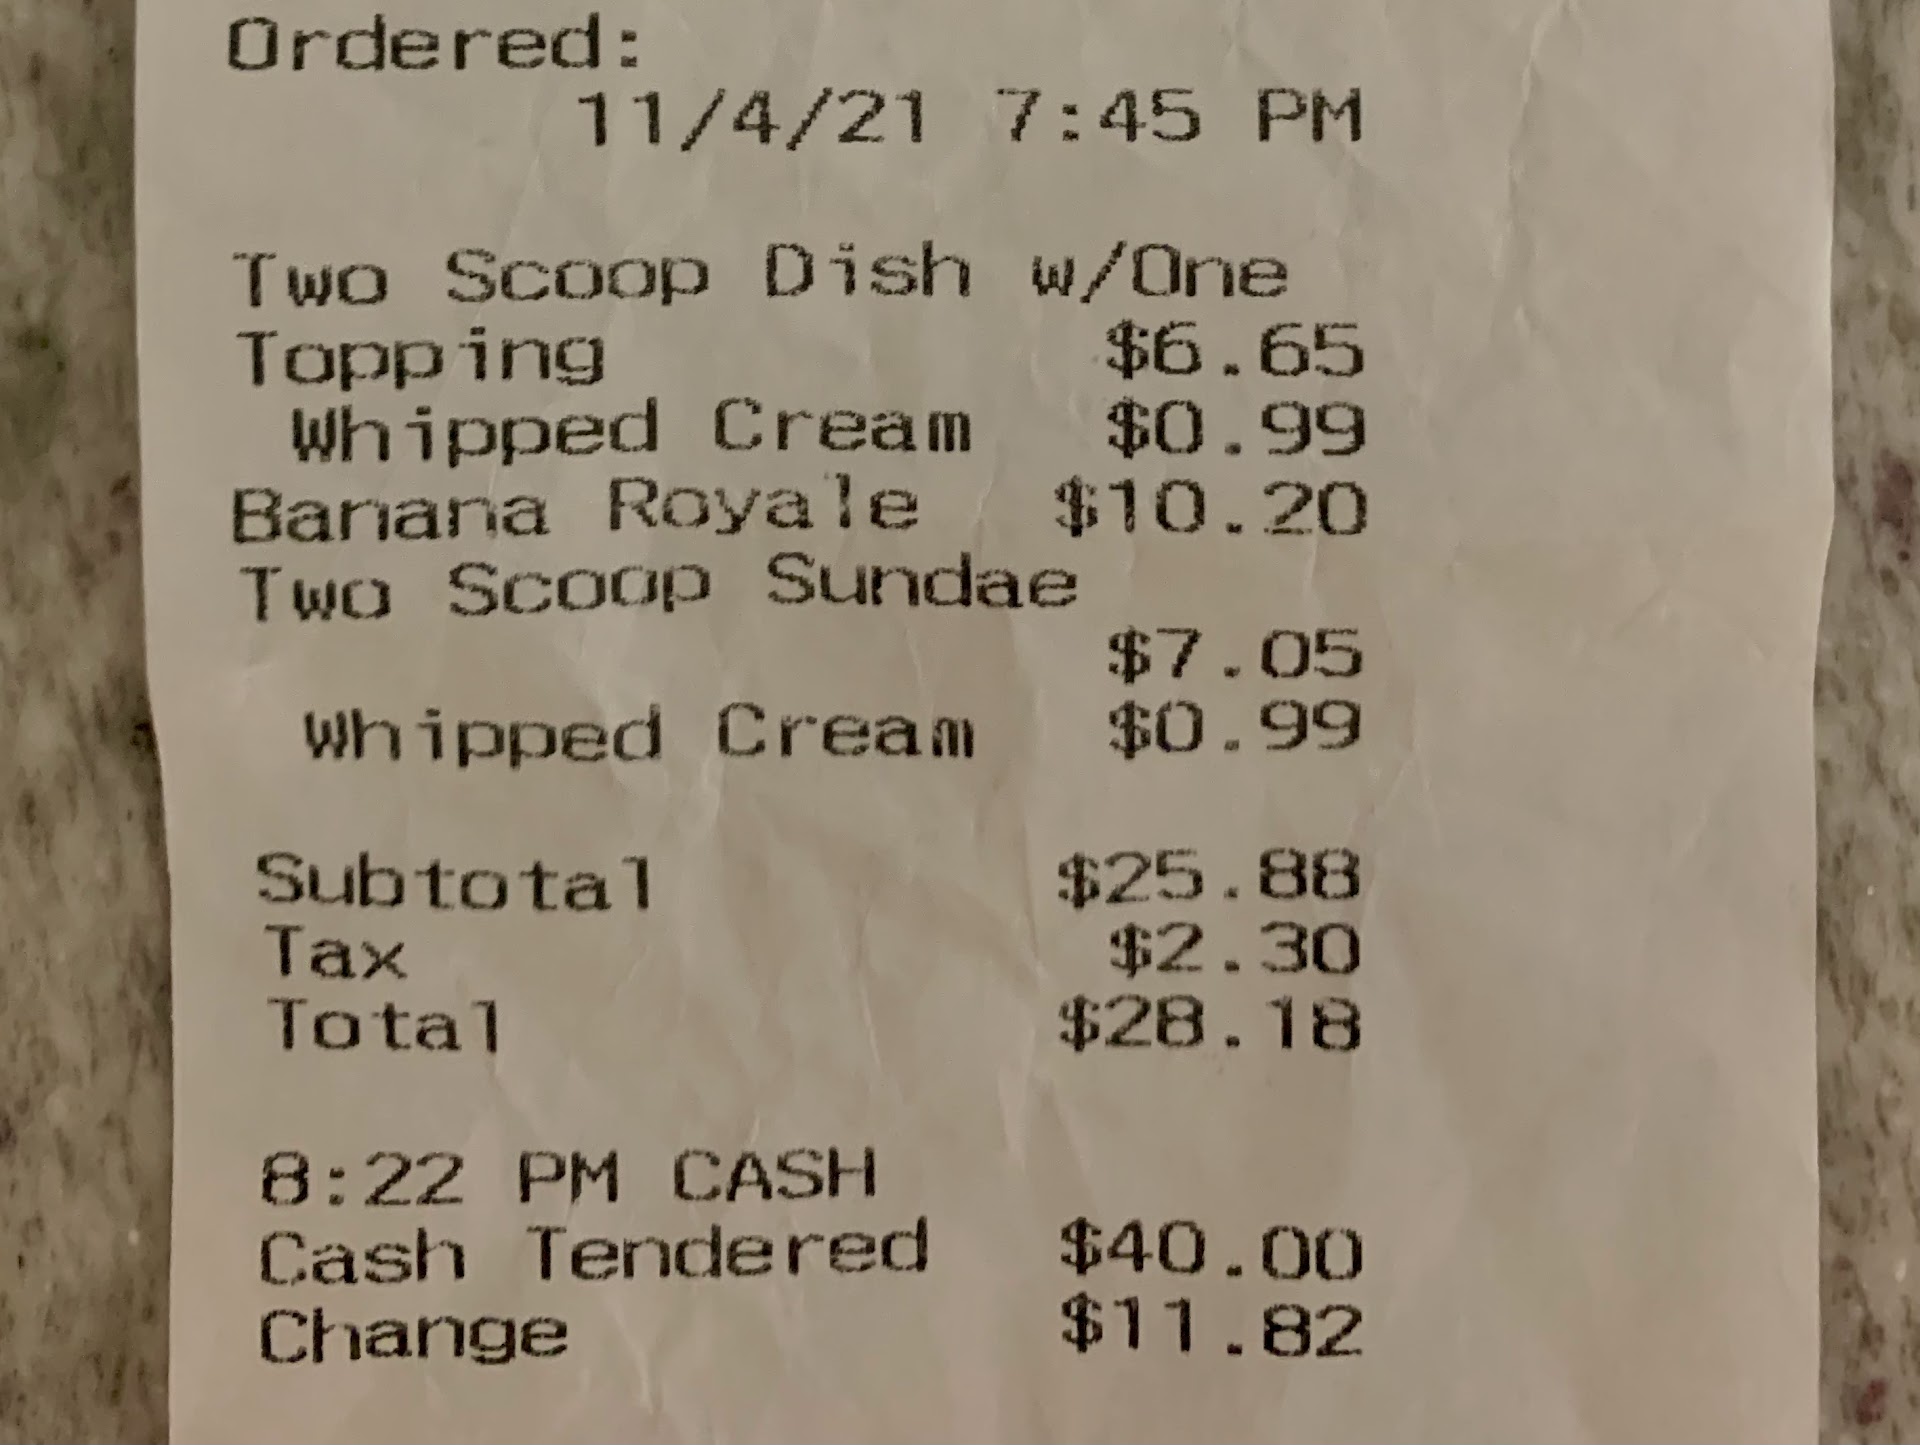 Ordered:
11/4/21 7:45 PM
Two Scoop Dish w/One
Topping $6.65
Whipped Cream $0.99
Banana Royale $10.20
Two Scoop Sundae
$7.05
Whipped Cream $0.99
Subtotal $25.88
Tax $2.30
Total $28.18
8:22 PM CASH
Cash Tendered $40.00
Change $11.82